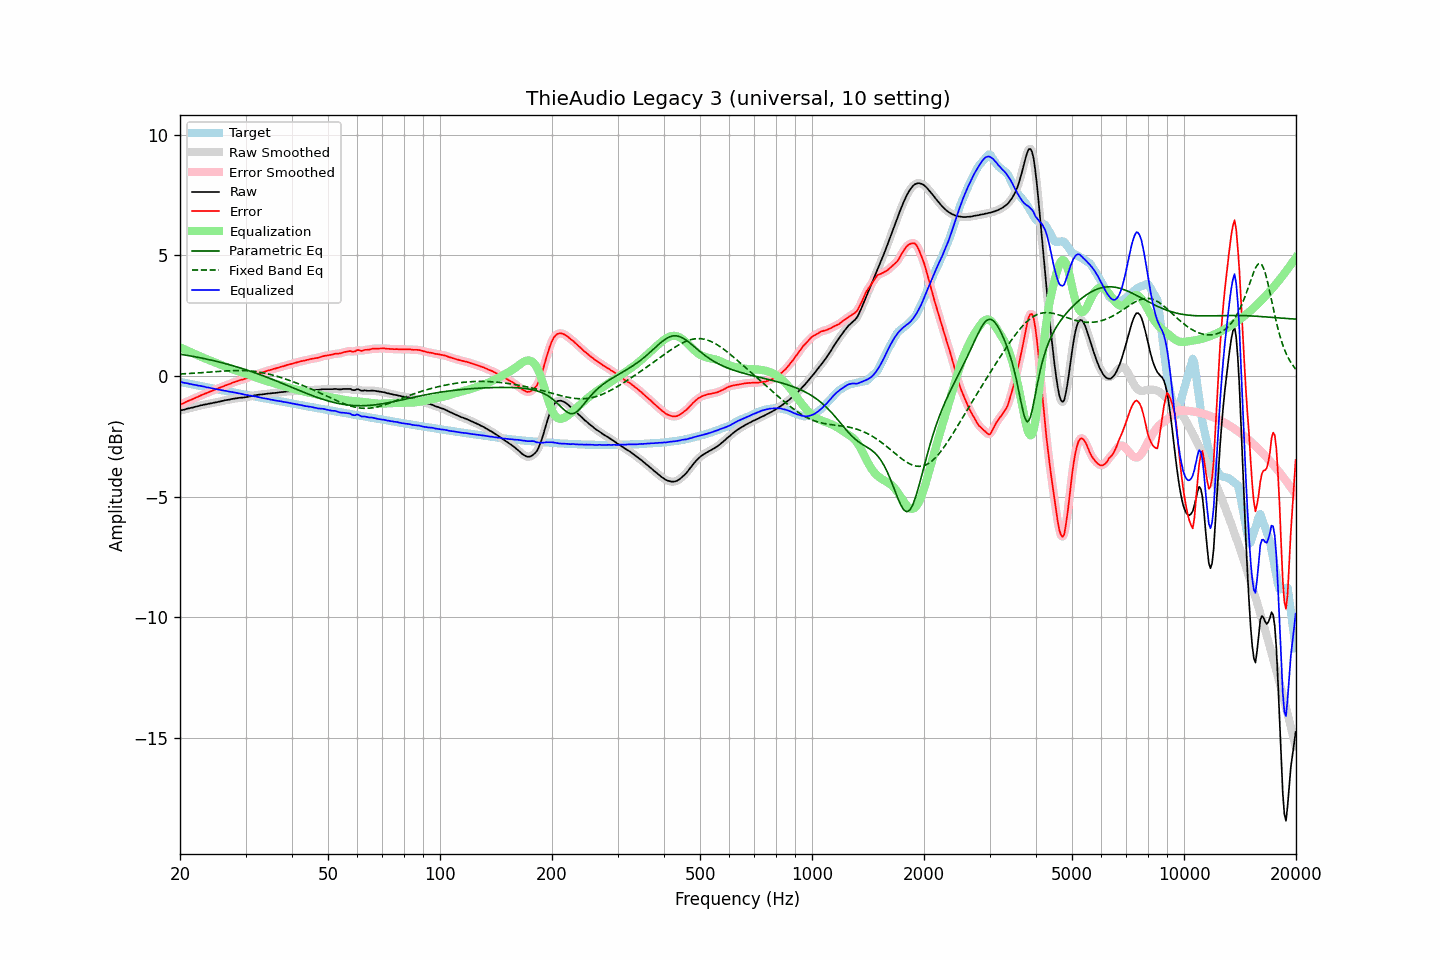 ThieAudio Legacy 3 (universal, 10 setting)
Target
Raw Smoothed
Error Smoothed
Raw
Error
Equalization
Parametric Eq
Fixed Band Eq
Equalized
10
5
0
−5
−10
−15
Amplitude (dBr)
20 50 100 200 500 1000 2000 5000 10000 20000
Frequency (Hz)